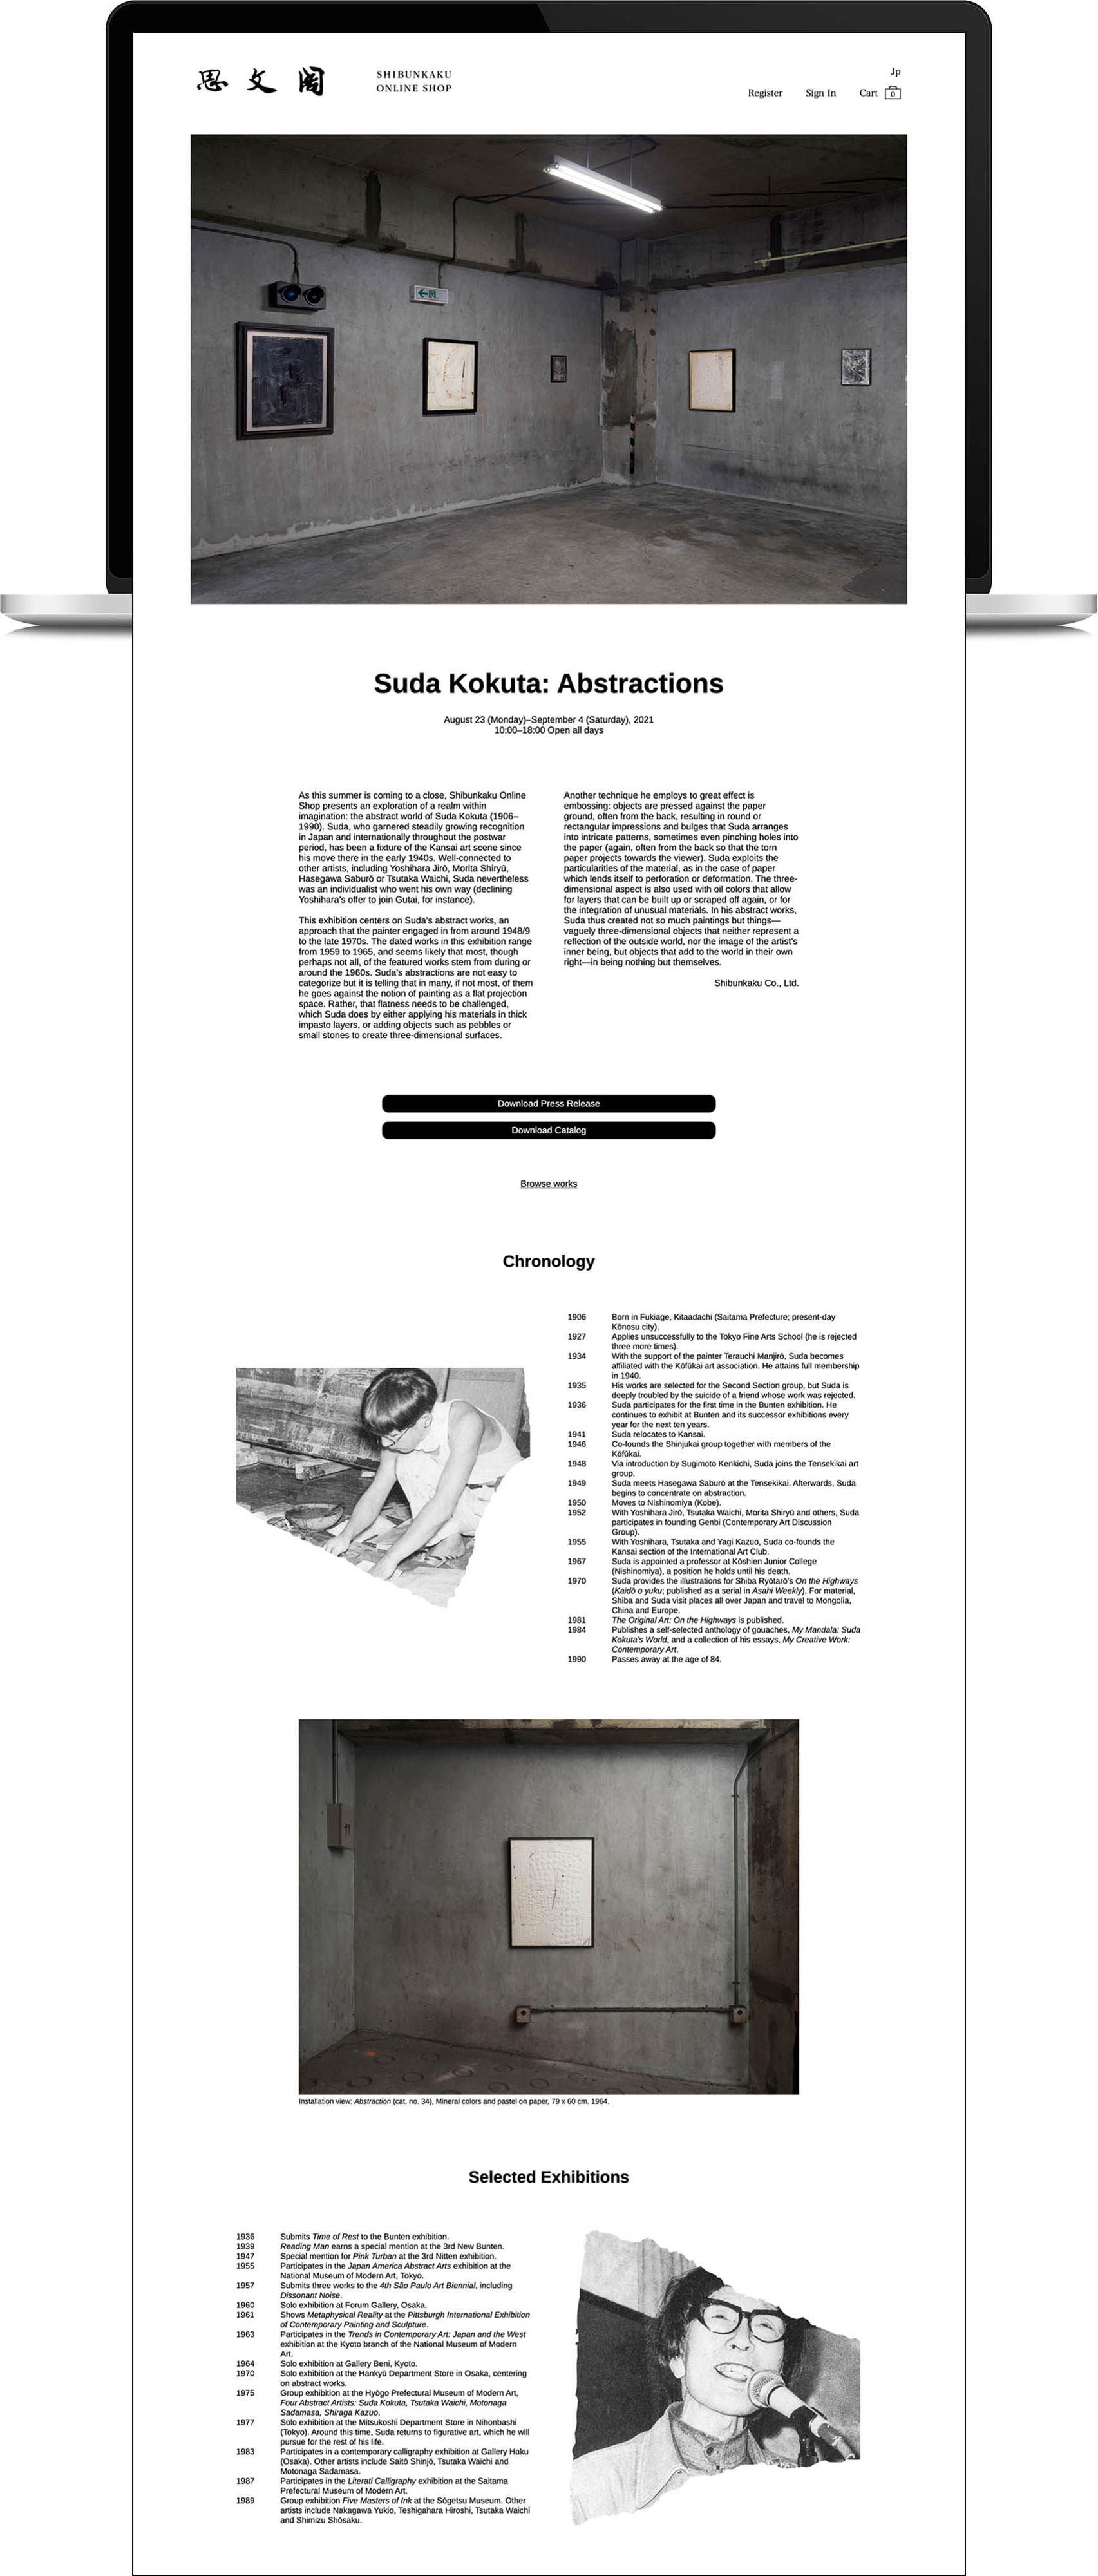 思文閣
SHIBUNKAKU
ONLINE SHOP
Jp
Register Sign In Cart 0
Suda Kokuta: Abstractions
August 23 (Monday)–September 4 (Saturday), 2021
10:00–18:00 Open all days
As this summer is coming to a close, Shibunkaku Online
Shop presents an exploration of a realm within
imagination: the abstract world of Suda Kokuta (1906–
1990). Suda, who garnered steadily growing recognition
in Japan and internationally throughout the postwar
period, has been a fixture of the Kansai art scene since
his move there in the early 1940s. Well-connected to
other artists, including Yoshihara Jirō, Morita Shiryū,
Hasegawa Saburō or Tsutaka Waichi, Suda nevertheless
was an individualist who went his own way (declining
Yoshihara's offer to join Gutai, for instance).
This exhibition centers on Suda's abstract works, an
approach that the painter engaged in from around 1948/9
to the late 1970s. The dated works in this exhibition range
from 1959 to 1965, and seems likely that most, though
perhaps not all, of the featured works stem from during or
around the 1960s. Suda's abstractions are not easy to
categorize but it is telling that in many, if not most, of them
he goes against the notion of painting as a flat projection
space. Rather, that flatness needs to be challenged,
which Suda does by either applying his materials in thick
impasto layers, or adding objects such as pebbles or
small stones to create three-dimensional surfaces.
Another technique he employs to great effect is
embossing: objects are pressed against the paper
ground, often from the back, resulting in round or
rectangular impressions and bulges that Suda arranges
into intricate patterns, sometimes even pinching holes into
the paper (again, often from the back so that the torn
paper projects towards the viewer). Suda exploits the
particularities of the material, as in the case of paper
which lends itself to perforation or deformation. The three-
dimensional aspect is also used with oil colors that allow
for layers that can be built up or scraped off again, or for
the integration of unusual materials. In his abstract works,
Suda thus created not so much paintings but things—
vaguely three-dimensional objects that neither represent a
reflection of the outside world, nor the image of the artist's
inner being, but objects that add to the world in their own
right—in being nothing but themselves.
Shibunkaku Co., Ltd.
Download Press Release
Download Catalog
Browse works
Chronology
1906 Born in Fukiage, Kitaadachi (Saitama Prefecture; present-day
Kōnosu city).
1927 Applies unsuccessfully to the Tokyo Fine Arts School (he is rejected
three more times).
1934 With the support of the painter Terauchi Manjirō, Suda becomes
affiliated with the Kōfūkai art association. He attains full membership
in 1940.
1935 His works are selected for the Second Section group, but Suda is
deeply troubled by the suicide of a friend whose work was rejected.
1936 Suda participates for the first time in the Bunten exhibition. He
continues to exhibit at Bunten and its successor exhibitions every
year for the next ten years.
1941 Suda relocates to Kansai.
1946 Co-founds the Shinjukai group together with members of the
Kōfūkai.
1948 Via introduction by Sugimoto Kenkichi, Suda joins the Tensekikai art
group.
1949 Suda meets Hasegawa Saburō at the Tensekikai. Afterwards, Suda
begins to concentrate on abstraction.
1950 Moves to Nishinomiya (Kobe).
1952 With Yoshihara Jirō, Tsutaka Waichi, Morita Shiryū and others, Suda
participates in founding Genbi (Contemporary Art Discussion
Group).
1955 With Yoshihara, Tsutaka and Yagi Kazuo, Suda co-founds the
Kansai section of the International Art Club.
1967 Suda is appointed a professor at Kōshien Junior College
(Nishinomiya), a position he holds until his death.
1970 Suda provides the illustrations for Shiba Ryōtarō's On the Highways
(Kaidō o yuku; published as a serial in Asahi Weekly). For material,
Shiba and Suda visit places all over Japan and travel to Mongolia,
China and Europe.
1981 The Original Art: On the Highways is published.
1984 Publishes a self-selected anthology of gouaches, My Mandala: Suda
Kokuta's World, and a collection of his essays, My Creative Work:
Contemporary Art.
1990 Passes away at the age of 84.
Installation view: Abstraction (cat. no. 34), Mineral colors and pastel on paper, 79 x 60 cm. 1964.
Selected Exhibitions
1936 Submits Time of Rest to the Bunten exhibition.
1939 Reading Man earns a special mention at the 3rd New Bunten.
1947 Special mention for Pink Turban at the 3rd Nitten exhibition.
1955 Participates in the Japan America Abstract Arts exhibition at the
National Museum of Modern Art, Tokyo.
1957 Submits three works to the 4th São Paulo Art Biennial, including
Dissonant Noise.
1960 Solo exhibition at Forum Gallery, Osaka.
1961 Shows Metaphysical Reality at the Pittsburgh International Exhibition
of Contemporary Painting and Sculpture.
1963 Participates in the Trends in Contemporary Art: Japan and the West
exhibition at the Kyoto branch of the National Museum of Modern
Art.
1964 Solo exhibition at Gallery Beni, Kyoto.
1970 Solo exhibition at the Hankyū Department Store in Osaka, centering
on abstract works.
1975 Group exhibition at the Hyōgo Prefectural Museum of Modern Art,
Four Abstract Artists: Suda Kokuta, Tsutaka Waichi, Motonaga
Sadamasa, Shiraga Kazuo.
1977 Solo exhibition at the Mitsukoshi Department Store in Nihonbashi
(Tokyo). Around this time, Suda returns to figurative art, which he will
pursue for the rest of his life.
1983 Participates in a contemporary calligraphy exhibition at Gallery Haku
(Osaka). Other artists include Saitō Shinjō, Tsutaka Waichi and
Motonaga Sadamasa.
1987 Participates in the Literati Calligraphy exhibition at the Saitama
Prefectural Museum of Modern Art.
1989 Group exhibition Five Masters of Ink at the Sōgetsu Museum. Other
artists include Nakagawa Yukio, Teshigahara Hiroshi, Tsutaka Waichi
and Shimizu Shōsaku.